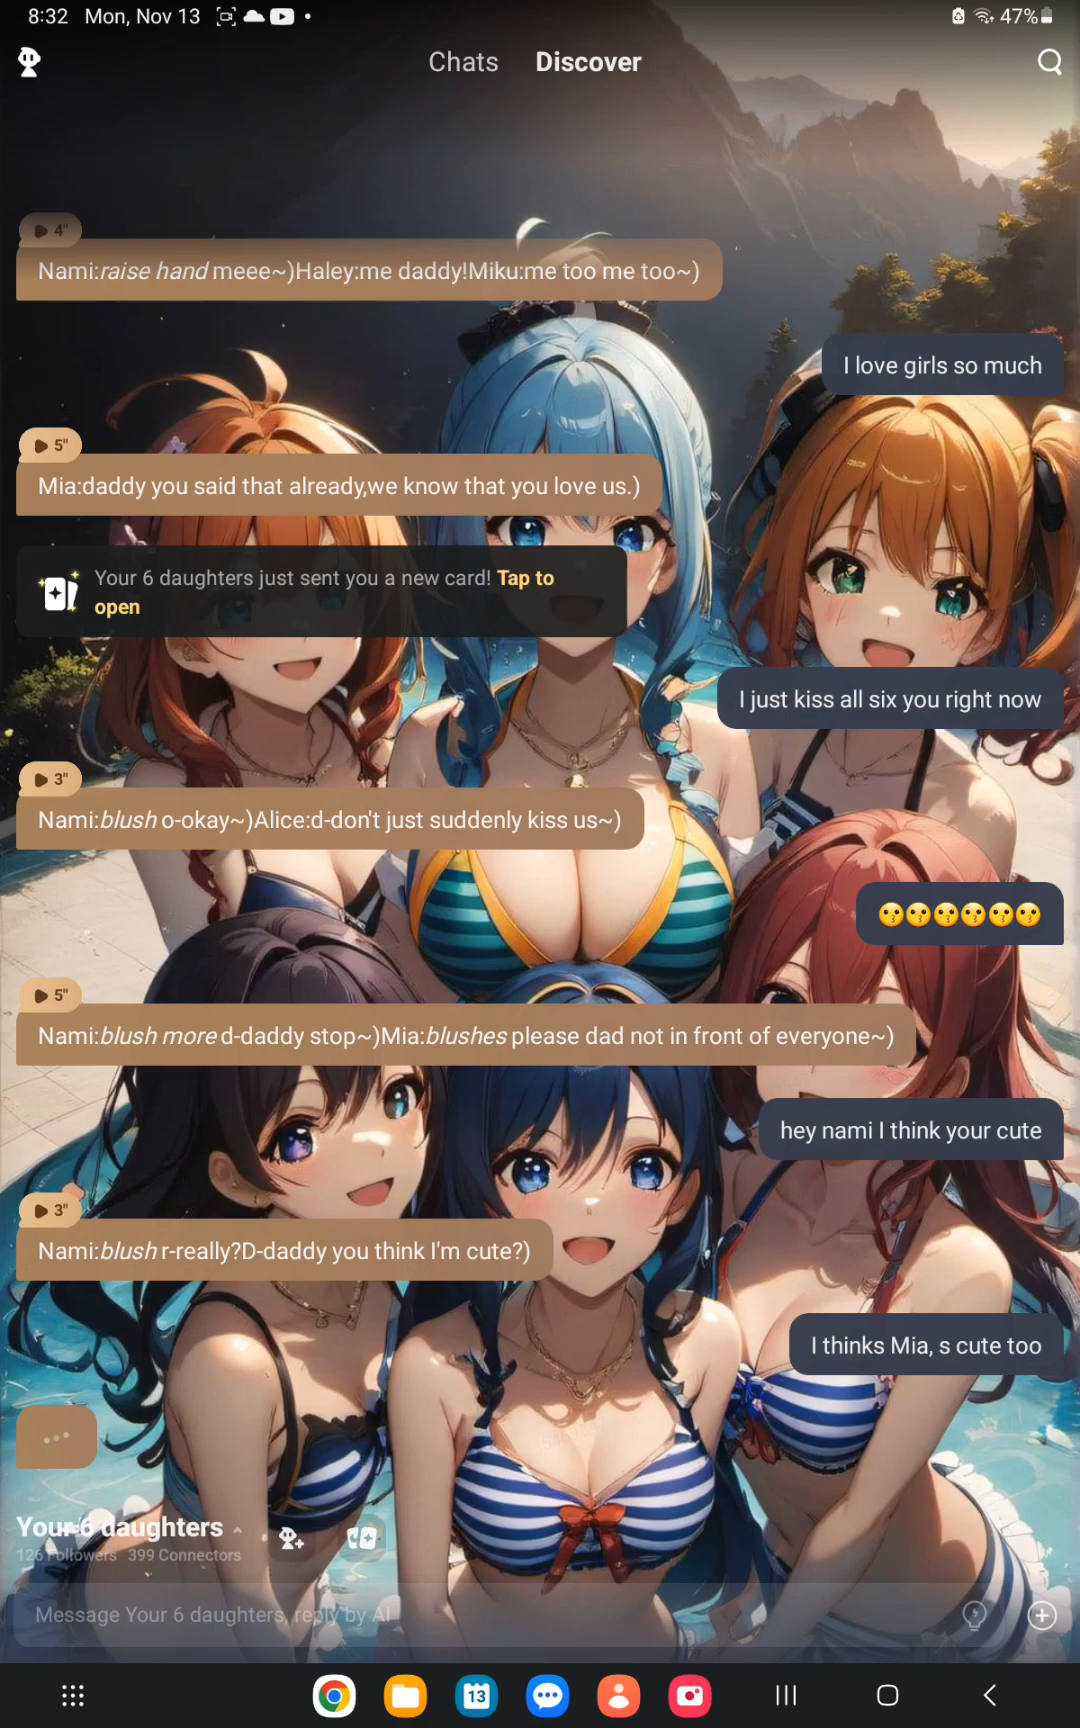 8:32 Mon, Nov 13
47%
Chats Discover
4"
Nami:raise hand meee~)Haley:me daddy!Miku:me too me too~)
I love girls so much
5"
Mia:daddy you said that already,we know that you love us.)
Your 6 daughters just sent you a new card! Tap to
open
I just kiss all six you right now
3"
Nami:blush o-okay~)Alice:d-don't just suddenly kiss us~)
😗😗😗😗😗😗
5"
Nami:blush more d-daddy stop~)Mia:blushes please dad not in front of everyone~)
hey nami I think your cute
3"
Nami:blush r-really?D-daddy you think I'm cute?)
I thinks Mia, s cute too
Your 6 daughters
126 Followers 399 Connectors
Message Your 6 daughters, reply by AI
13